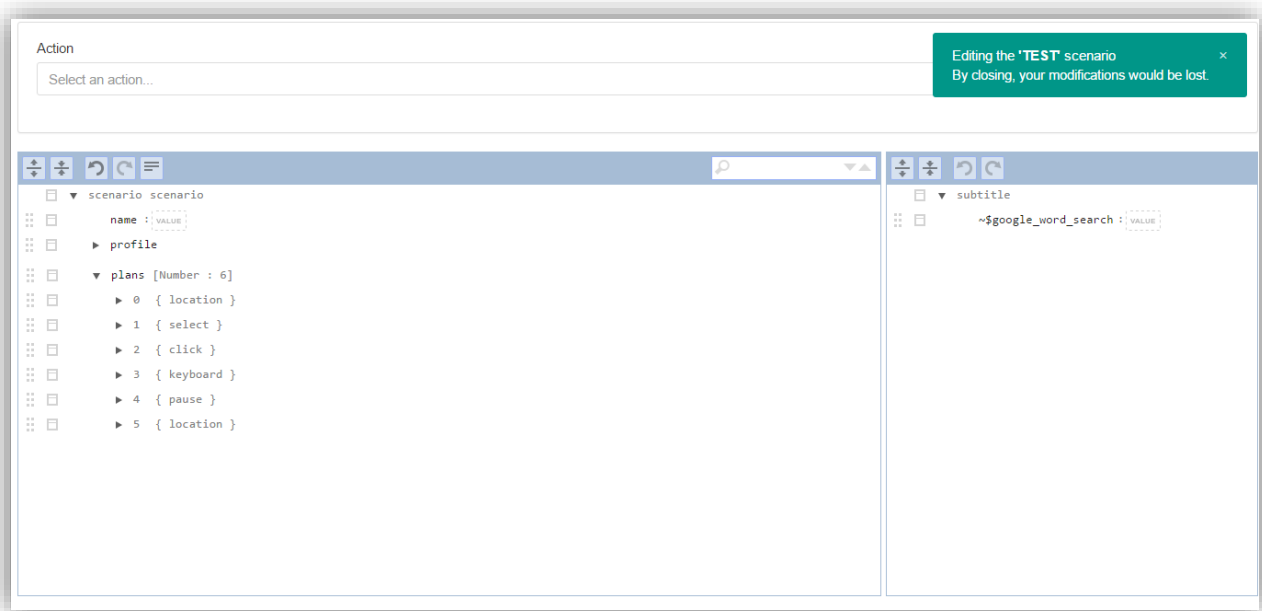 Action
Select an action...
Editing the 'TEST' scenario ×
By closing, your modifications would be lost.
scenario scenario
name : VALUE
profile
plans [Number : 6]
0 { location }
1 { select }
2 { click }
3 { keyboard }
4 { pause }
5 { location }
subtitle
~$google_word_search : VALUE